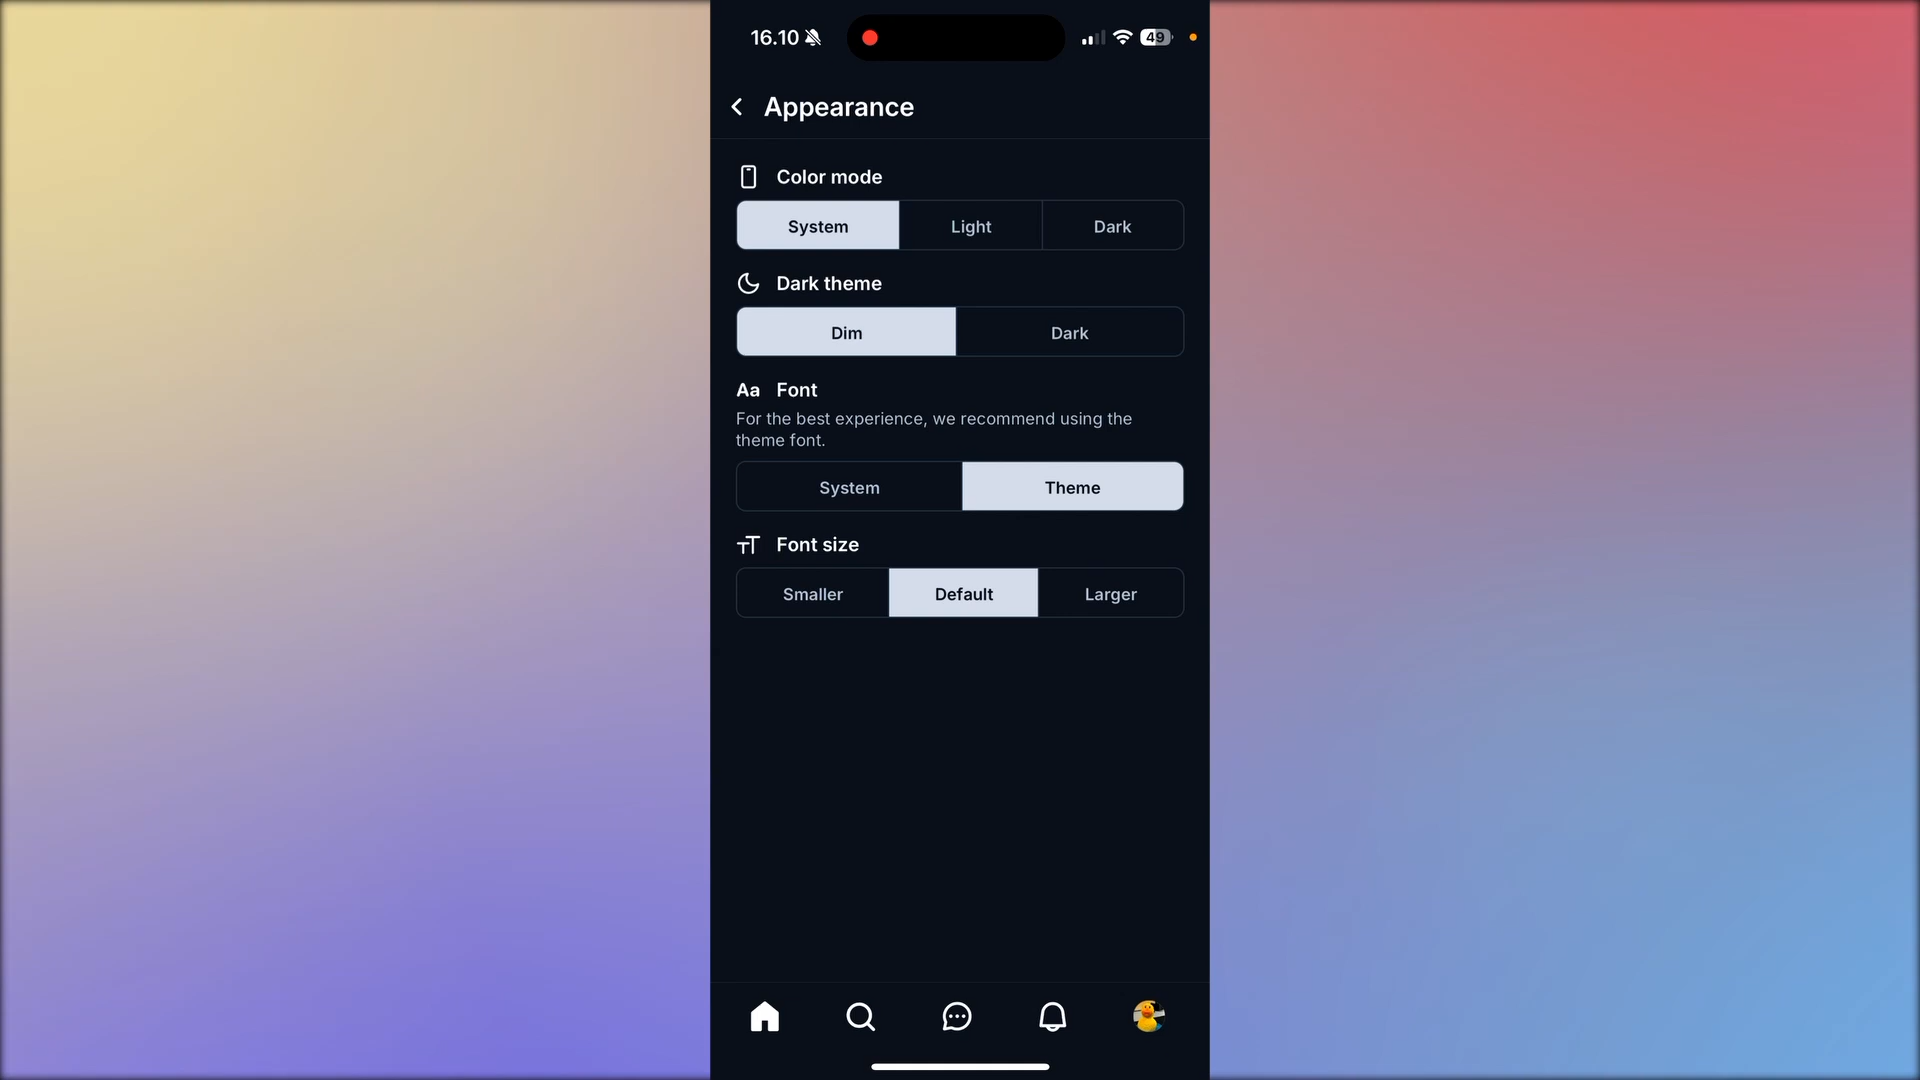 16.10
49
Appearance
Color mode
System Light Dark
Dark theme
Dim Dark
Aa Font
For the best experience, we recommend using the
theme font.
System Theme
Font size
Smaller Default Larger